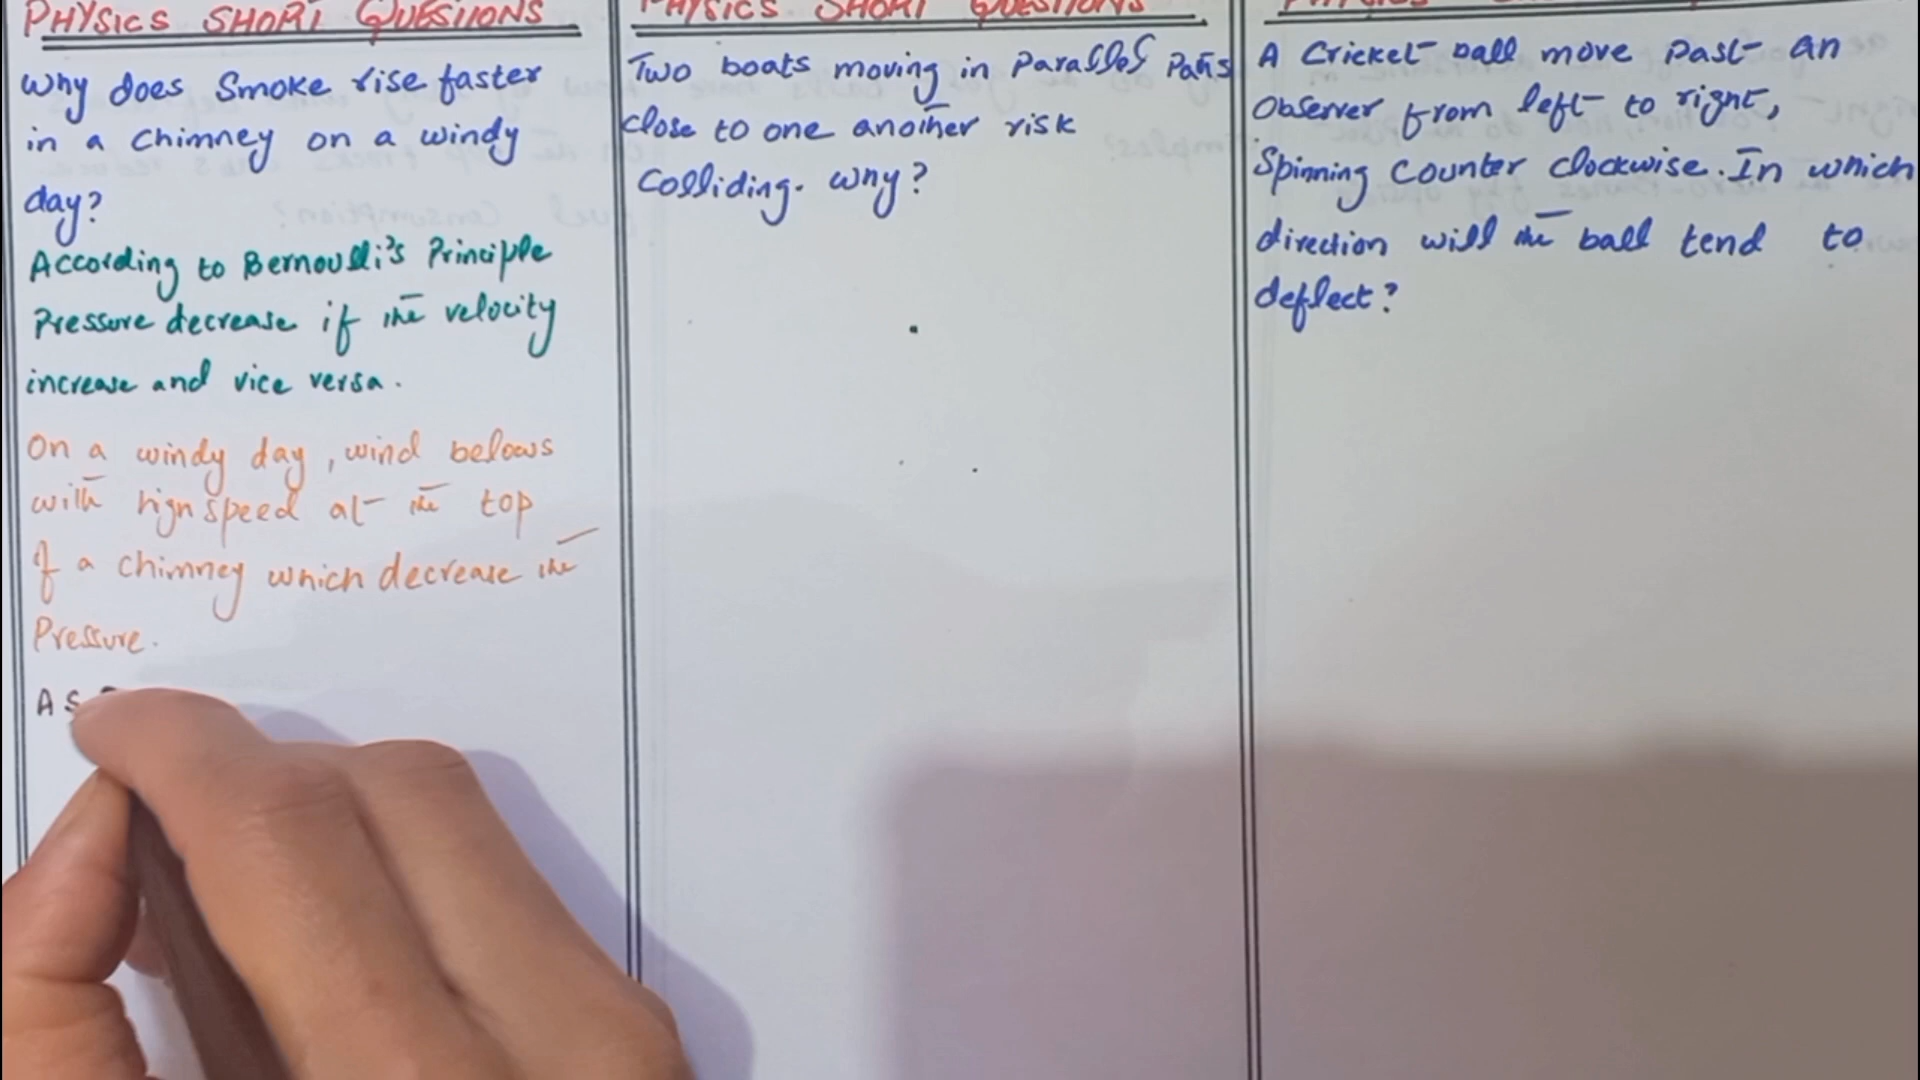 PHYSICS SHORT QUESTIONS
Why does Smoke rise faster
in a chimney on a windy
day?
According to Bernoulli's Principle
Pressure decrease if the velocity
increase and vice versa.
On a windy day, wind belows
with high speed at the top
of a chimney which decrease the
Pressure.
AS
PHYSICS SHORT QUESTIONS
Two boats moving in Parallel Paths
close to one another risk
Colliding. Why?
A Cricket ball move Past an
Observer from left to right,
Spinning Counter Clockwise. In which
direction will the ball tend to
deflect?